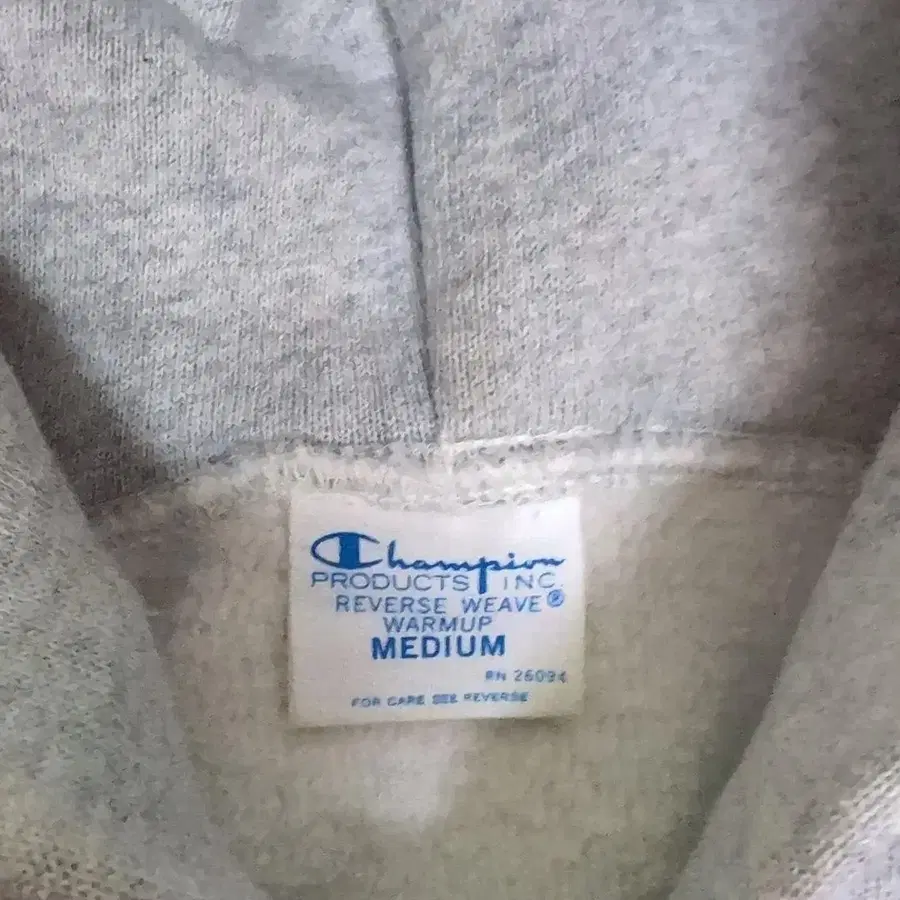 Champion
PRODUCTS INC.
REVERSE WEAVE®
WARMUP
MEDIUM
RN 26094
FOR CARE SEE REVERSE